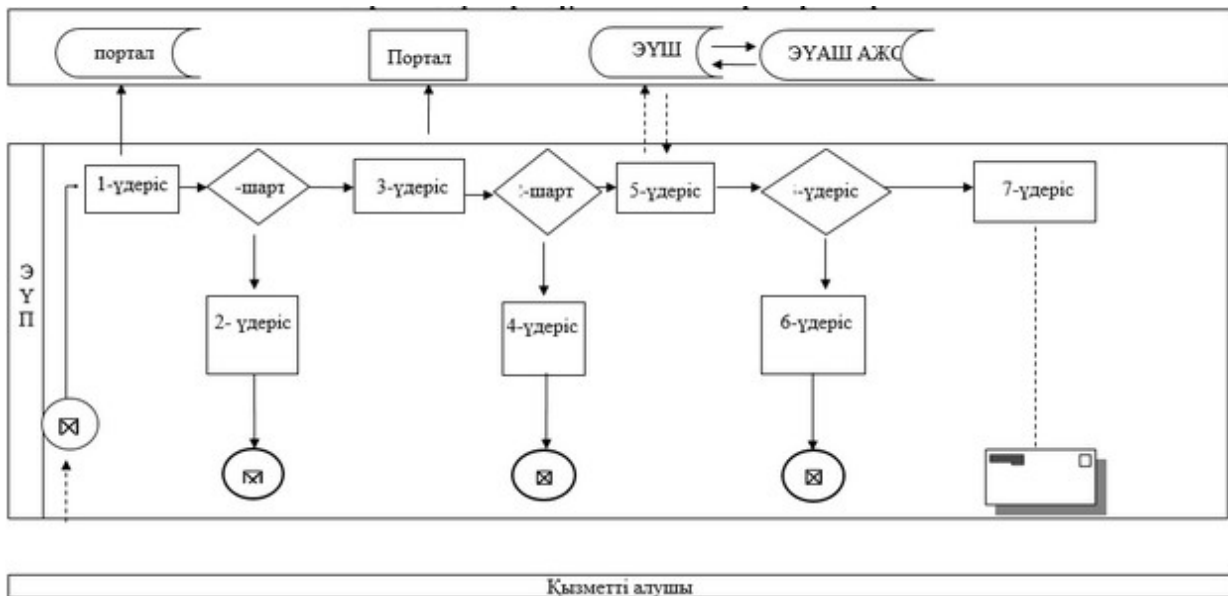 портал
Портал
ЭҮШ
ЭҮАШ АЖО
1-үдеріс
-шарт
3-үдеріс
-шарт
5-үдеріс
-үдеріс
7-үдеріс
ЭҮП
2- үдеріс
4-үдеріс
6-үдеріс
Қызметті алушы